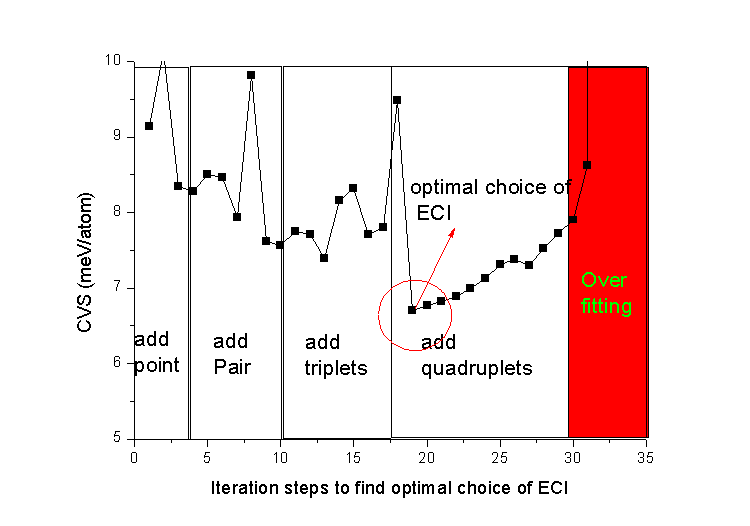 10
9
8
7
6
5
CVS (meV/atom)
optimal choice of
ECI
Over
fitting
add
point
add
Pair
add
triplets
add
quadruplets
0 5 10 15 20 25 30 35
Iteration steps to find optimal choice of ECI